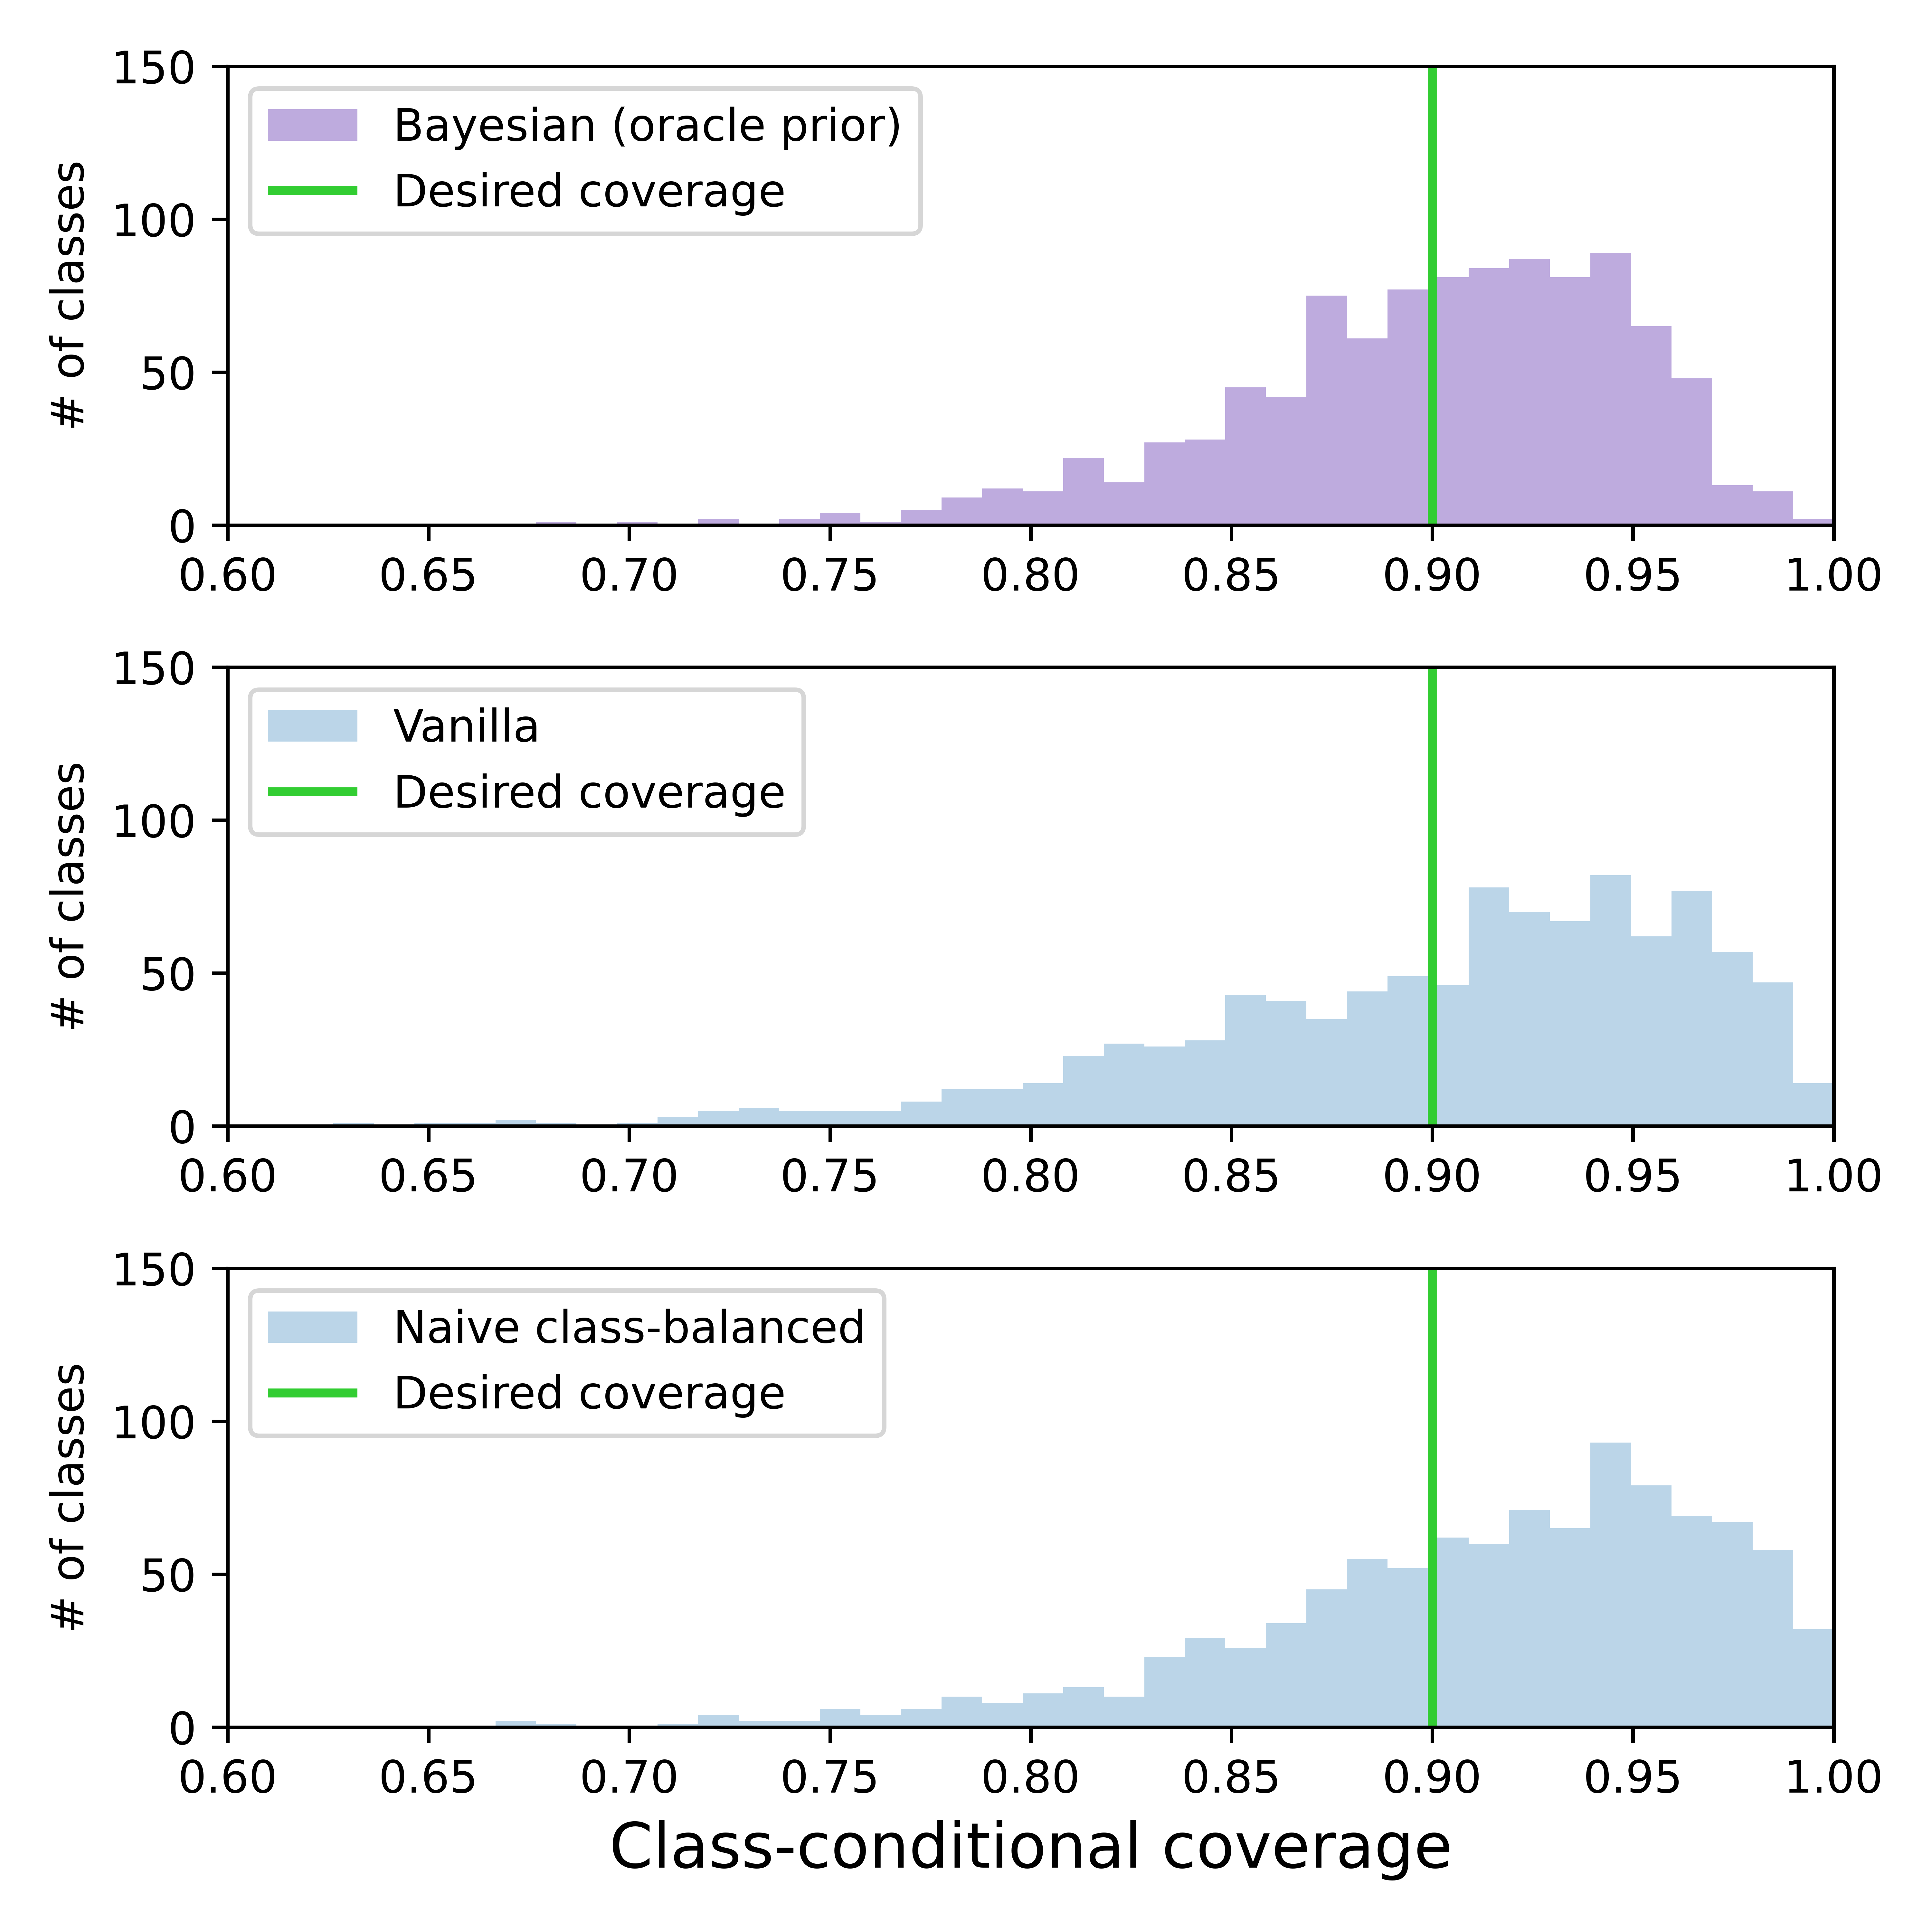 150
100
50
0
# of classes
Bayesian (oracle prior)
Desired coverage
0.60 0.65 0.70 0.75 0.80 0.85 0.90 0.95 1.00
150
100
50
0
# of classes
Vanilla
Desired coverage
0.60 0.65 0.70 0.75 0.80 0.85 0.90 0.95 1.00
150
100
50
0
# of classes
Naive class-balanced
Desired coverage
0.60 0.65 0.70 0.75 0.80 0.85 0.90 0.95 1.00
Class-conditional coverage